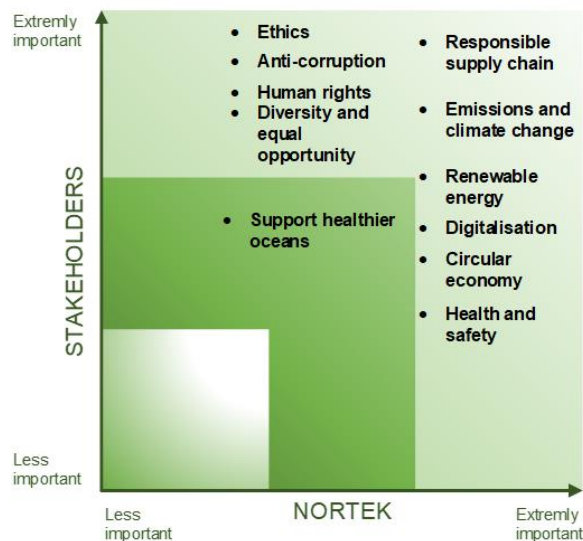 Extremly
important
• Ethics
• Anti-corruption
• Human rights
• Diversity and
equal
opportunity
• Responsible
supply chain
• Emissions and
climate change
• Renewable
energy
• Digitalisation
• Circular
economy
• Health and
safety
• Support healthier
oceans
STAKEHOLDERS
Less
important
Less
important
NORTEK
Extremly
important